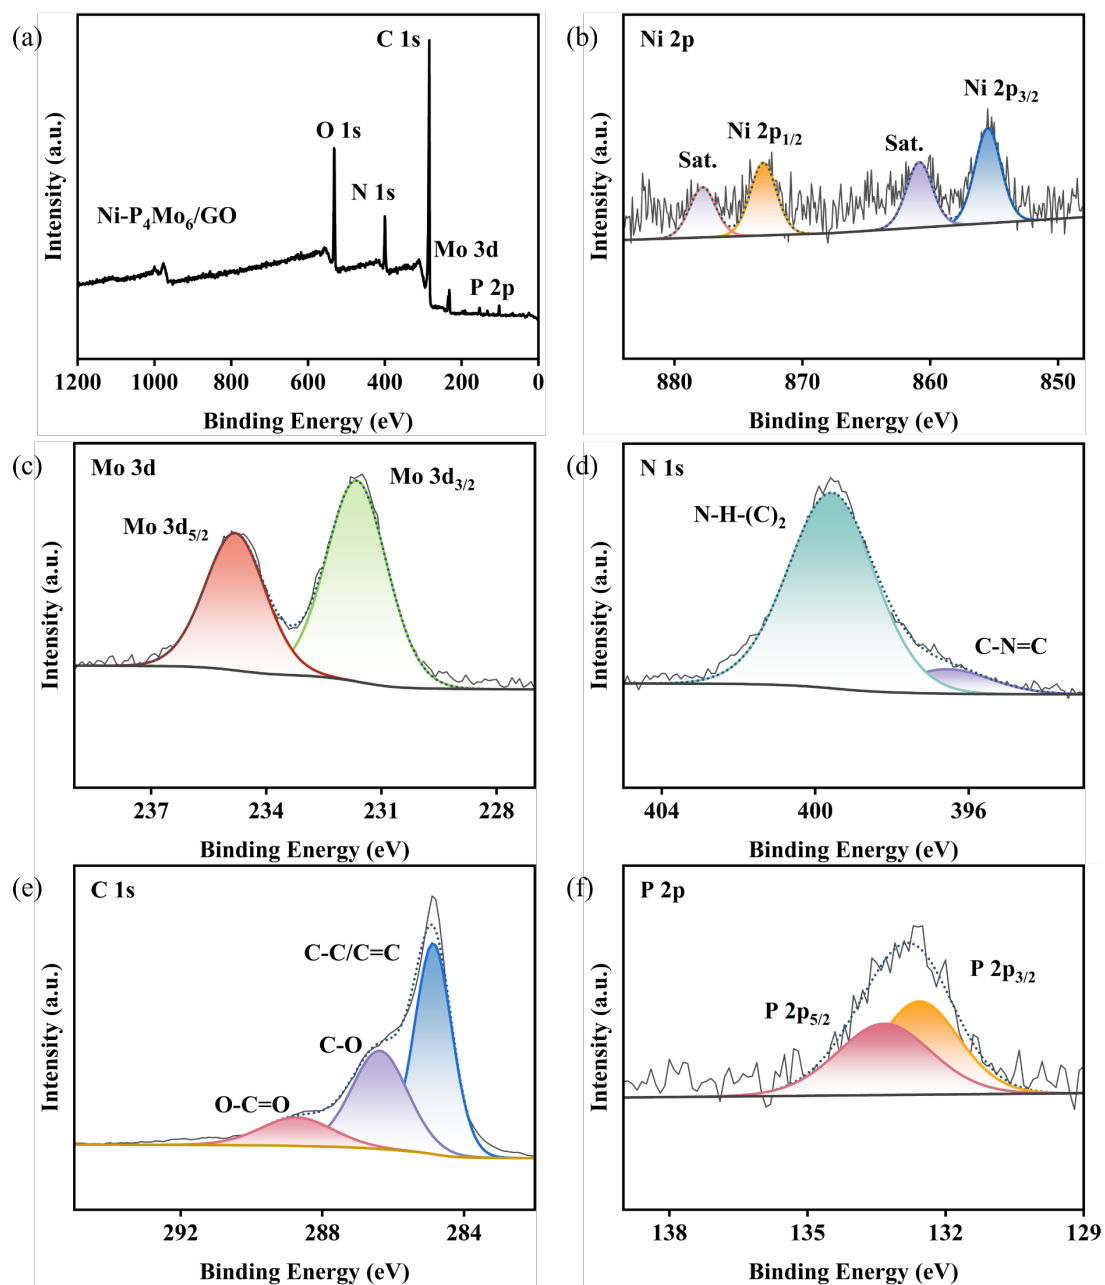 (a)
C 1s
O 1s
N 1s
Ni-P₄Mo₆/GO
Mo 3d
P 2p
Intensity (a.u.)
1200 1000 800 600 400 200 0
Binding Energy (eV)
(b)
Ni 2p
Ni 2p₃/₂
Ni 2p₁/₂
Sat.
Sat.
Intensity (a.u.)
880 870 860 850
Binding Energy (eV)
(c)
Mo 3d
Mo 3d₃/₂
Mo 3d₅/₂
Intensity (a.u.)
237 234 231 228
Binding Energy (eV)
(d)
N 1s
N-H-(C)₂
C-N=C
Intensity (a.u.)
404 400 396
Binding Energy (eV)
(e)
C 1s
C-C/C=C
C-O
O-C=O
Intensity (a.u.)
292 288 284
Binding Energy (eV)
(f)
P 2p
P 2p₃/₂
P 2p₅/₂
Intensity (a.u.)
138 135 132 129
Binding Energy (eV)